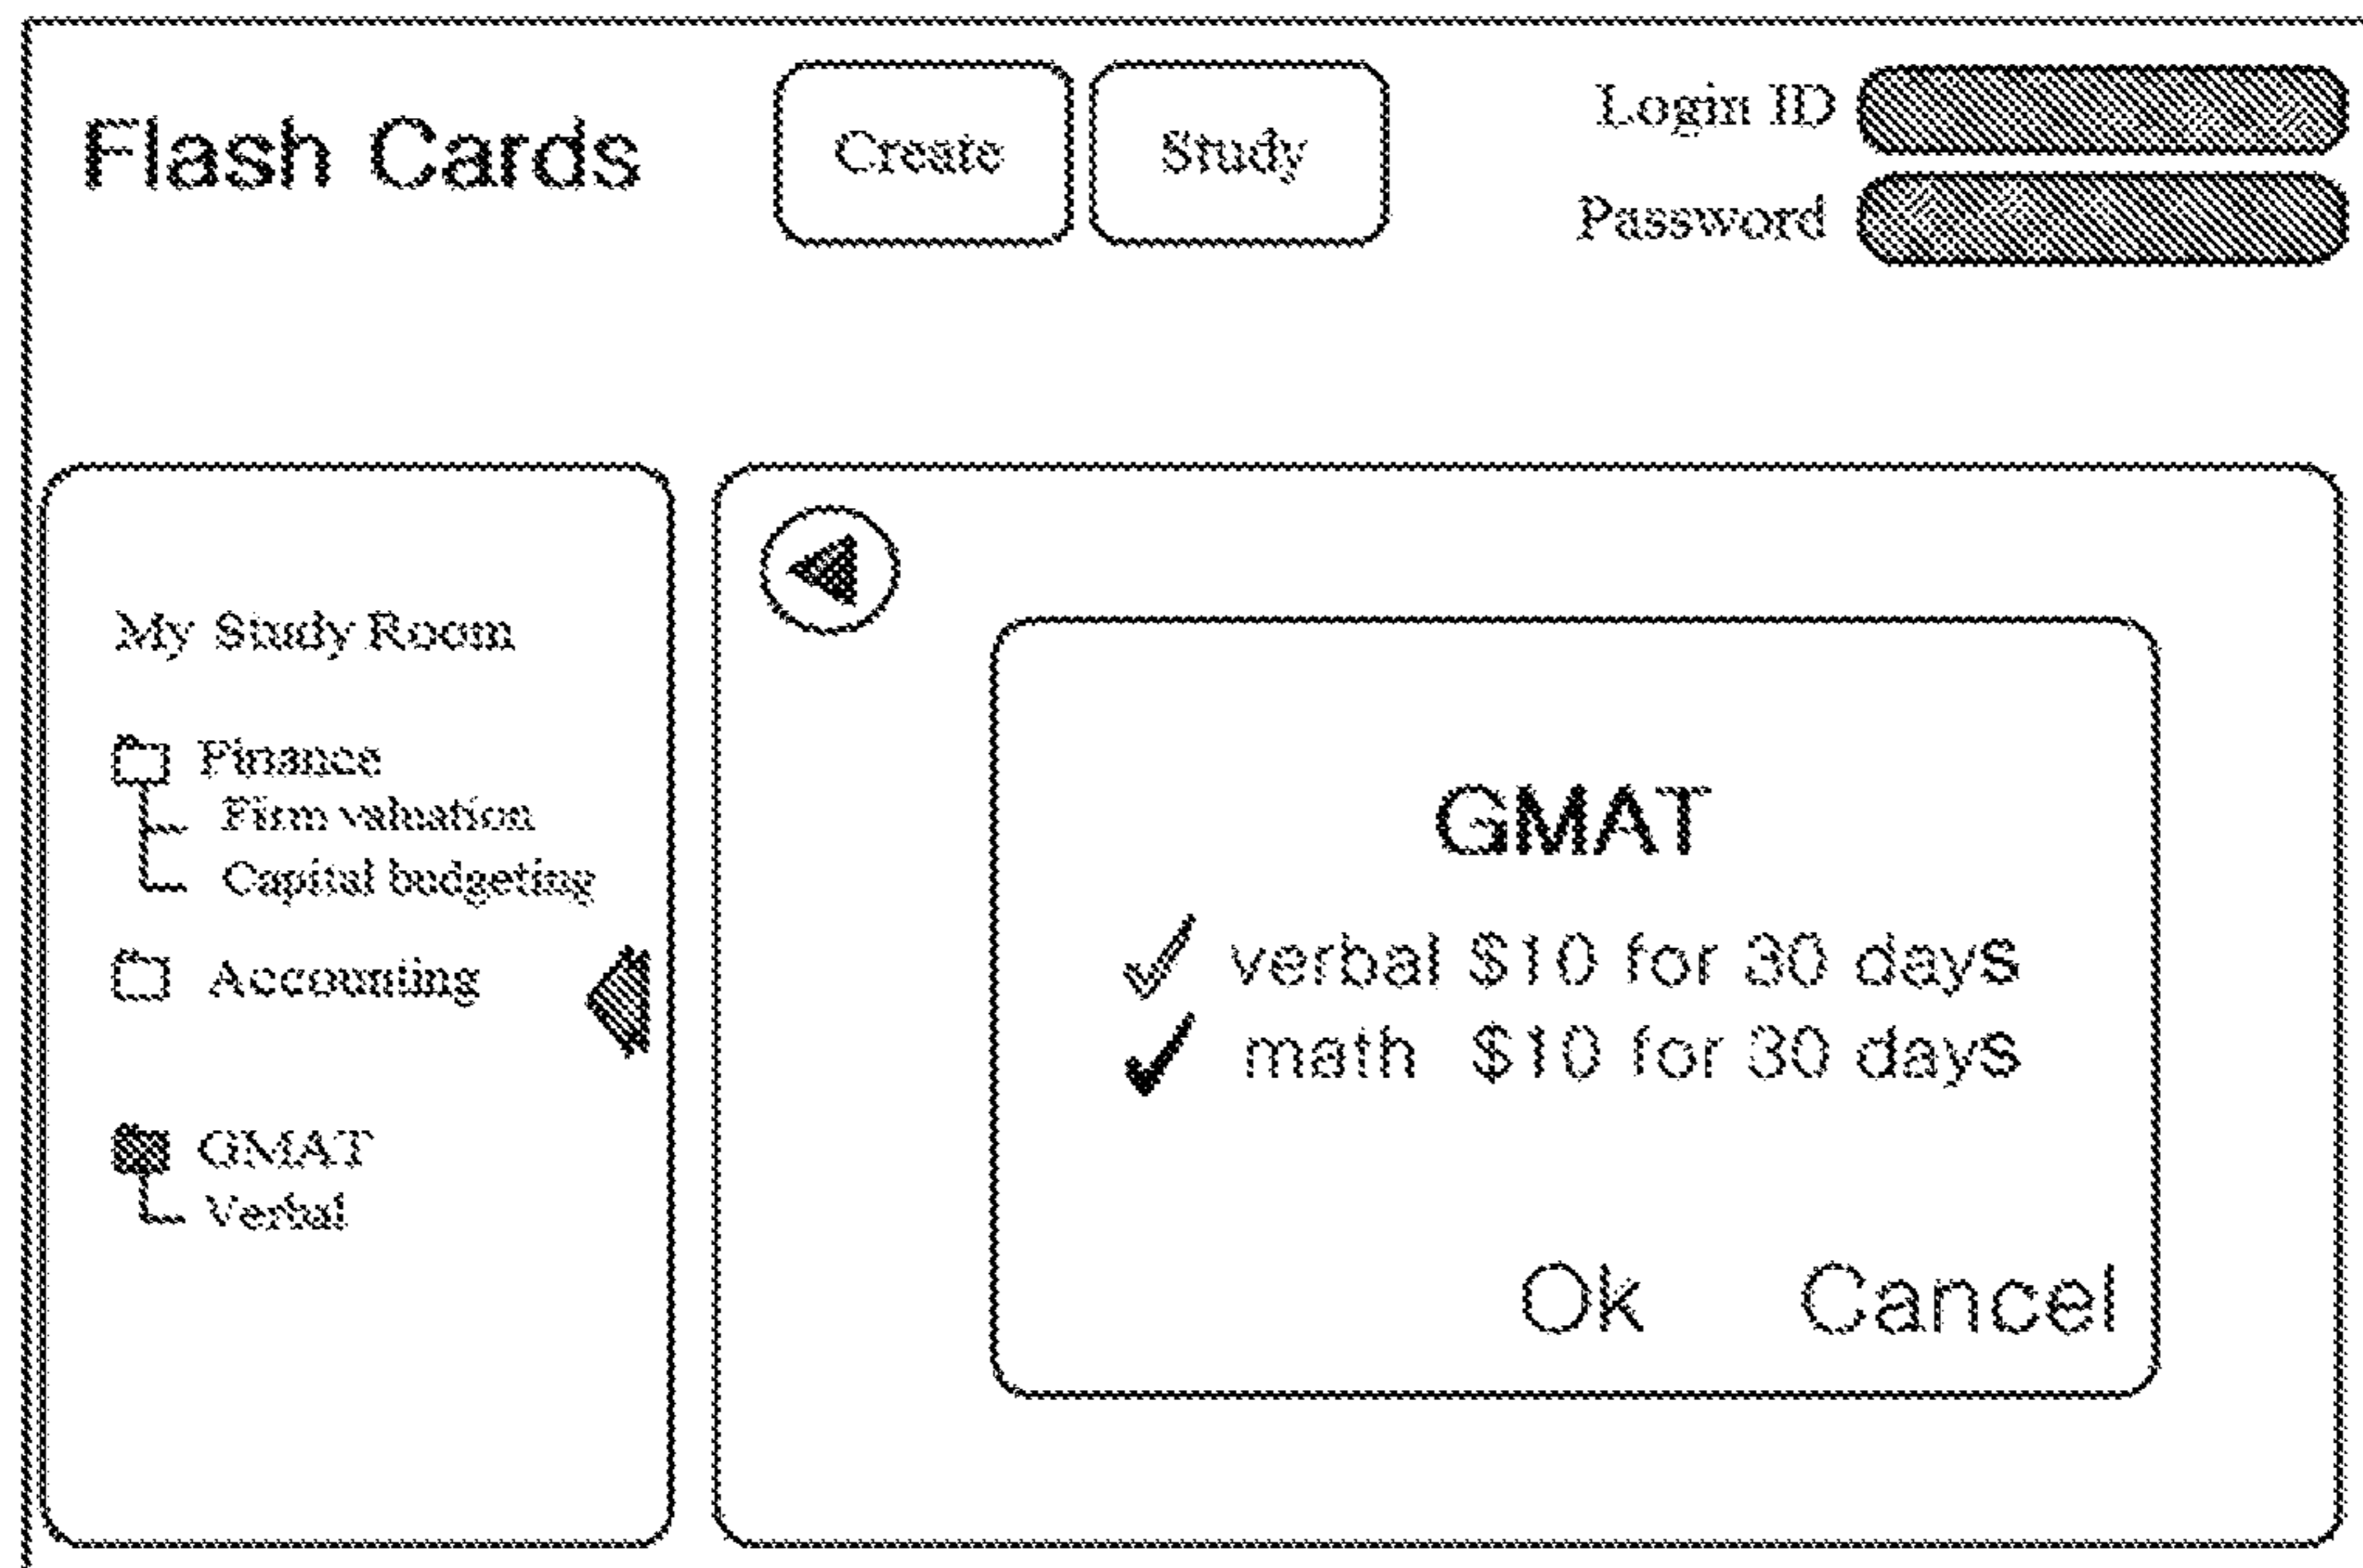 Flash Cards
Create
Study
Login ID
Password
My Study Room
Finance
Firm valuation
Capital budgeting
Accounting
GMAT
Verbal
GMAT
verbal $10 for 30 days
math $10 for 30 days
Ok Cancel